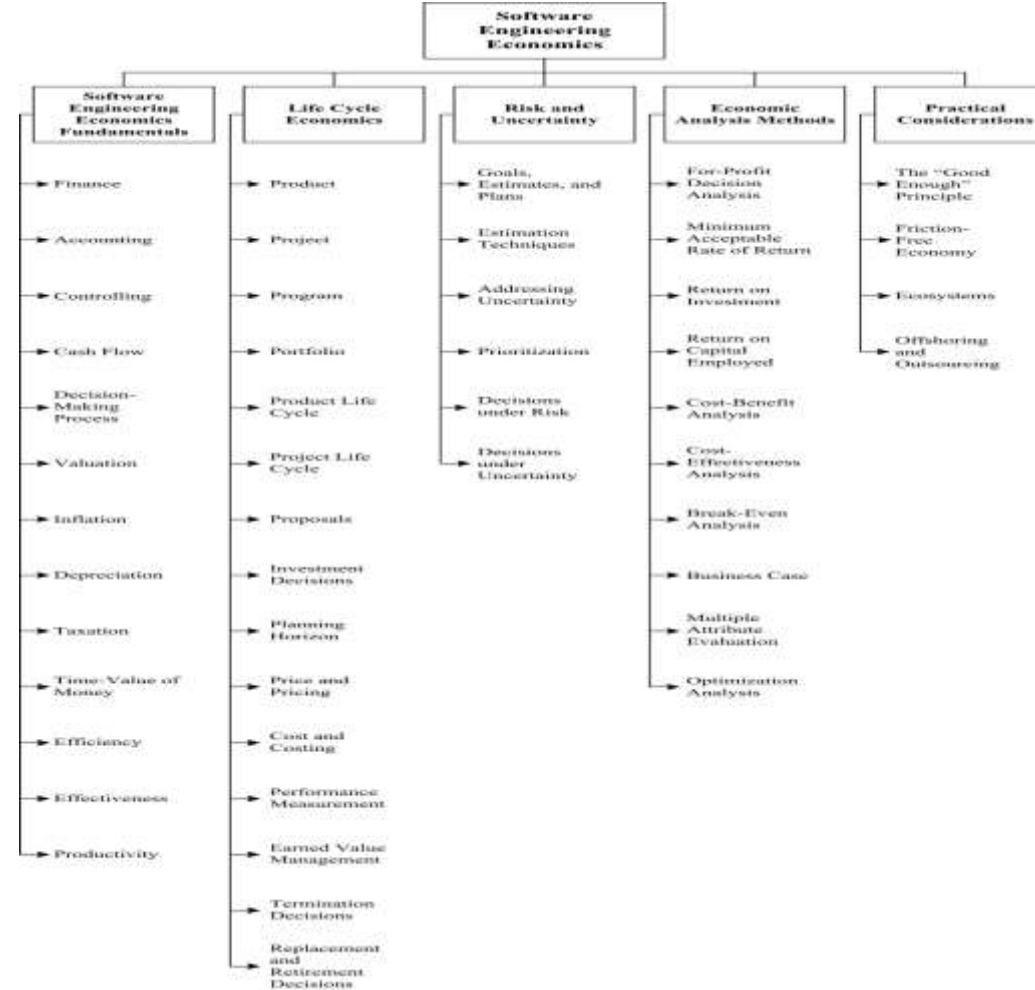 Software
Engineering
Economics
Software
Engineering
Economics
Fundamentals
Finance
Accounting
Controlling
Cash Flow
Decision-
Making
Process
Valuation
Inflation
Depreciation
Taxation
Time-Value of
Money
Efficiency
Effectiveness
Productivity
Life Cycle
Economics
Product
Project
Program
Portfolio
Product Life
Cycle
Project Life
Cycle
Proposals
Investment
Decisions
Planning
Horizon
Price and
Pricing
Cost and
Costing
Performance
Measurement
Earned Value
Management
Termination
Decisions
Replacement
and
Retirement
Decisions
Risk and
Uncertainty
Goals,
Estimates, and
Plans
Estimation
Techniques
Addressing
Uncertainty
Prioritization
Decisions
under Risk
Decisions
under
Uncertainty
Economic
Analysis Methods
For-Profit
Decision
Analysis
Minimum
Acceptable
Rate of Return
Return on
Investment
Return on
Capital
Employed
Cost-Benefit
Analysis
Cost-
Effectiveness
Analysis
Break-Even
Analysis
Business Case
Multiple
Attribute
Evaluation
Optimization
Analysis
Practical
Considerations
The “Good
Enough”
Principle
Friction-
Free
Economy
Ecosystems
Offshoring
and
Outsourcing